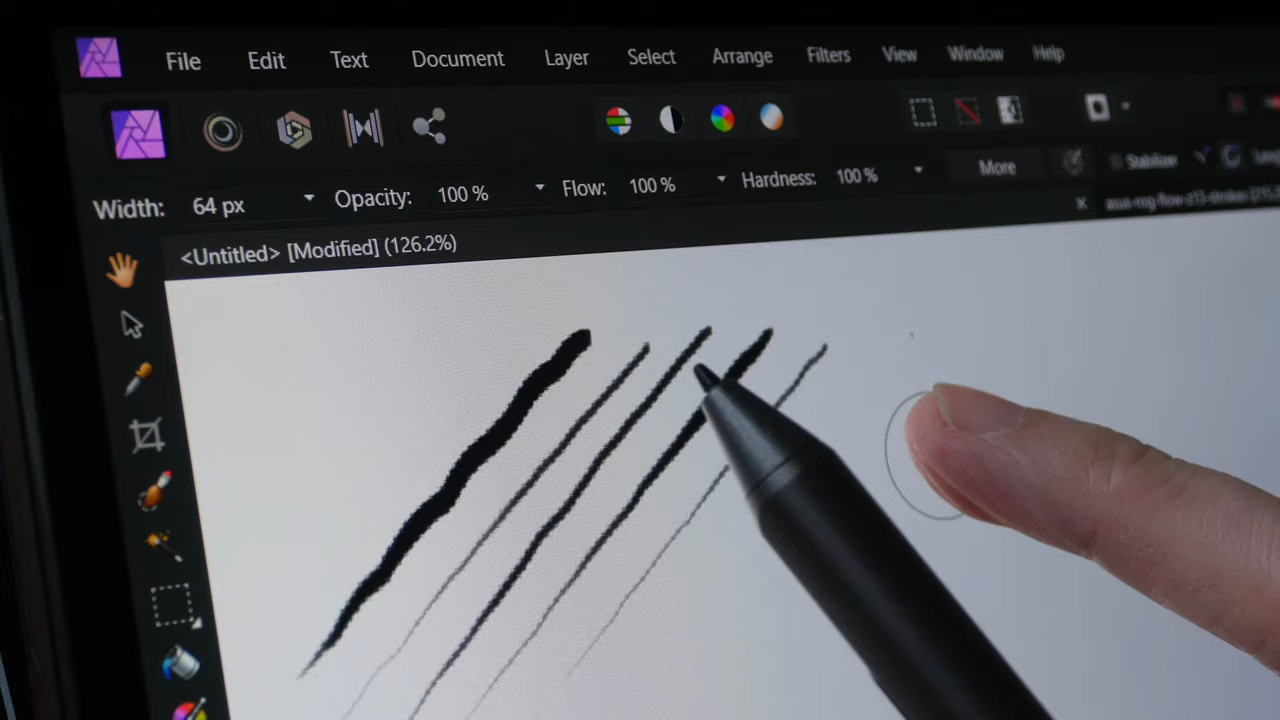 File Edit Text Document Layer Select Arrange Filters View Window Help
Width: 64 px Opacity: 100 % Flow: 100 % Hardness: 100 % More Stabilizer
<Untitled> [Modified] (126.2%)